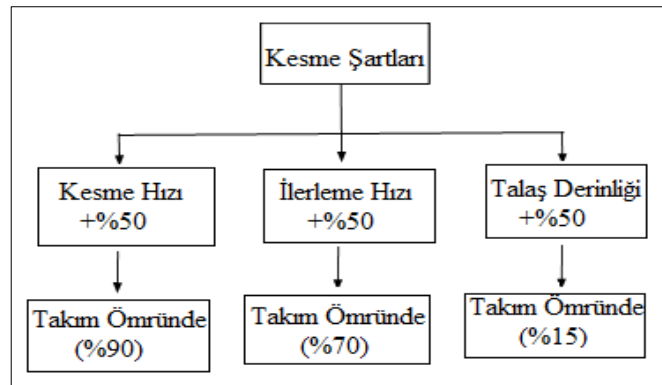 Kesme Şartları
Kesme Hızı
+%50
İlerleme Hızı
+%50
Talaş Derinliği
+%50
Takım Ömründe
(%90)
Takım Ömründe
(%70)
Takım Ömründe
(%15)